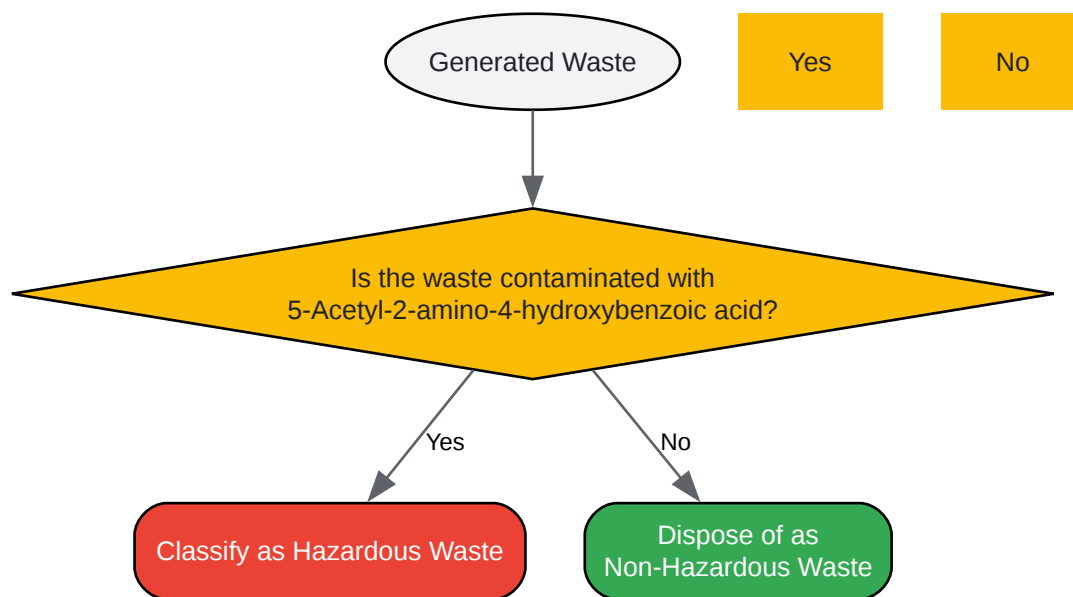 Generated Waste
Yes
No
Is the waste contaminated with
5-Acetyl-2-amino-4-hydroxybenzoic acid?
Yes
No
Classify as Hazardous Waste
Dispose of as
Non-Hazardous Waste